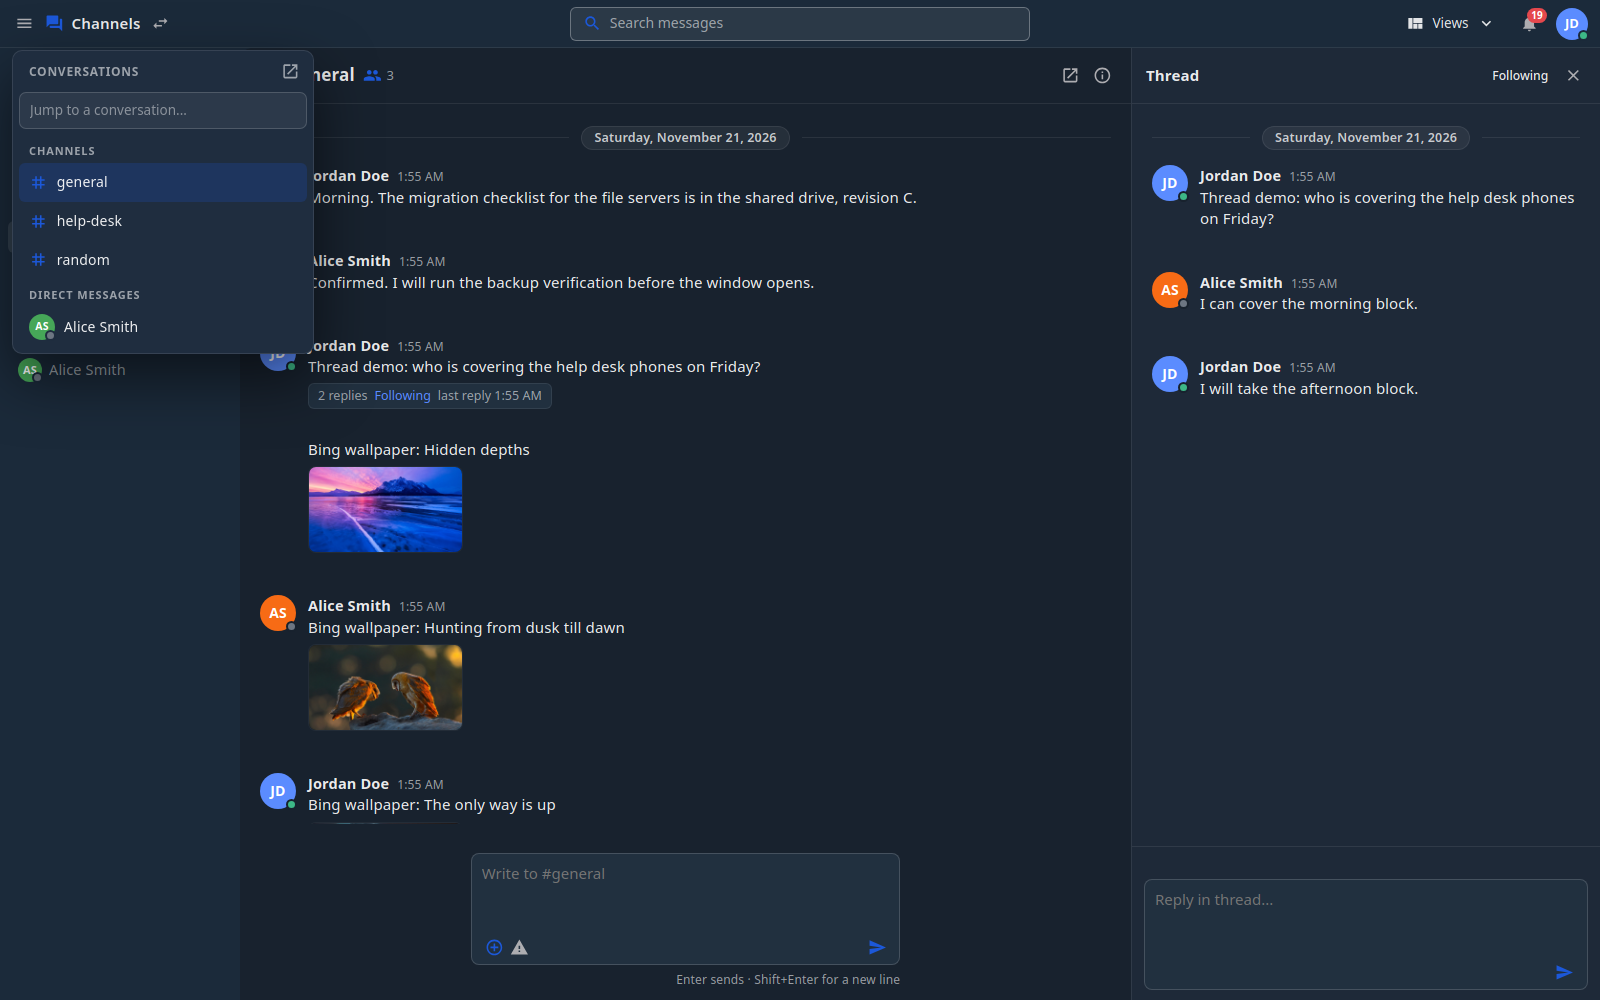 Channels
Search messages
Views
19
JD
CONVERSATIONS
Jump to a conversation...
CHANNELS
general
help-desk
random
DIRECT MESSAGES
AS Alice Smith
AS Alice Smith
neral 3
Saturday, November 21, 2026
ordan Doe 1:55 AM
Morning. The migration checklist for the file servers is in the shared drive, revision C.
Alice Smith 1:55 AM
Confirmed. I will run the backup verification before the window opens.
JD
ordan Doe 1:55 AM
Thread demo: who is covering the help desk phones on Friday?
2 replies Following last reply 1:55 AM
Bing wallpaper: Hidden depths
AS
Alice Smith 1:55 AM
Bing wallpaper: Hunting from dusk till dawn
JD
Jordan Doe 1:55 AM
Bing wallpaper: The only way is up
Write to #general
Enter sends · Shift+Enter for a new line
Thread
Following
Saturday, November 21, 2026
JD
Jordan Doe 1:55 AM
Thread demo: who is covering the help desk phones
on Friday?
AS
Alice Smith 1:55 AM
I can cover the morning block.
JD
Jordan Doe 1:55 AM
I will take the afternoon block.
Reply in thread...